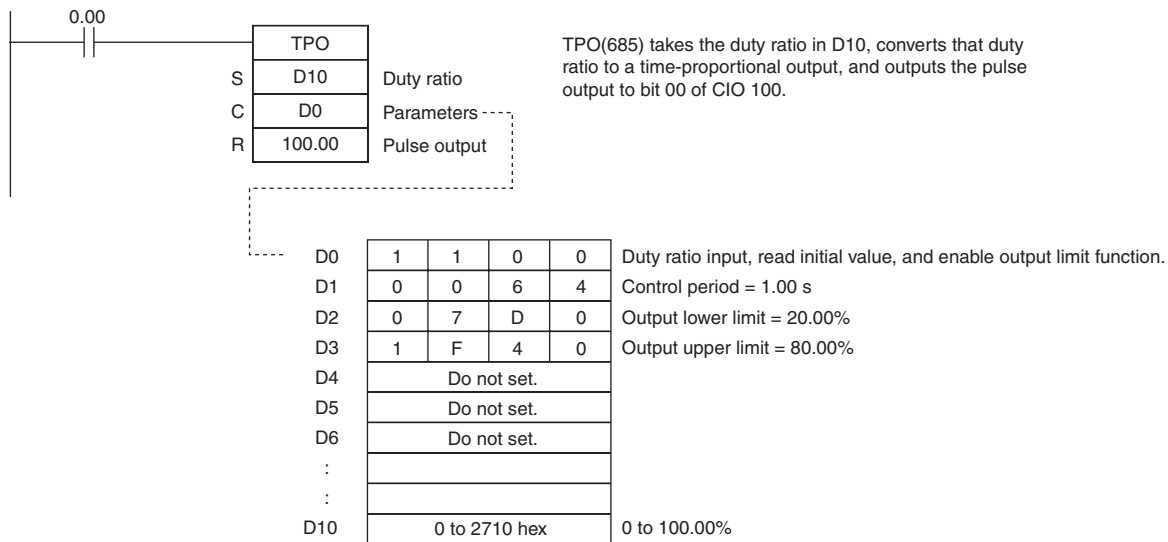 0.00
TPO
S D10 Duty ratio
C D0 Parameters
R 100.00 Pulse output
TPO(685) takes the duty ratio in D10, converts that duty
ratio to a time-proportional output, and outputs the pulse
output to bit 00 of CIO 100.
D0 1 1 0 0 Duty ratio input, read initial value, and enable output limit function.
D1 0 0 6 4 Control period = 1.00 s
D2 0 7 D 0 Output lower limit = 20.00%
D3 1 F 4 0 Output upper limit = 80.00%
D4 Do not set.
D5 Do not set.
D6 Do not set.
:
:
D10 0 to 2710 hex 0 to 100.00%